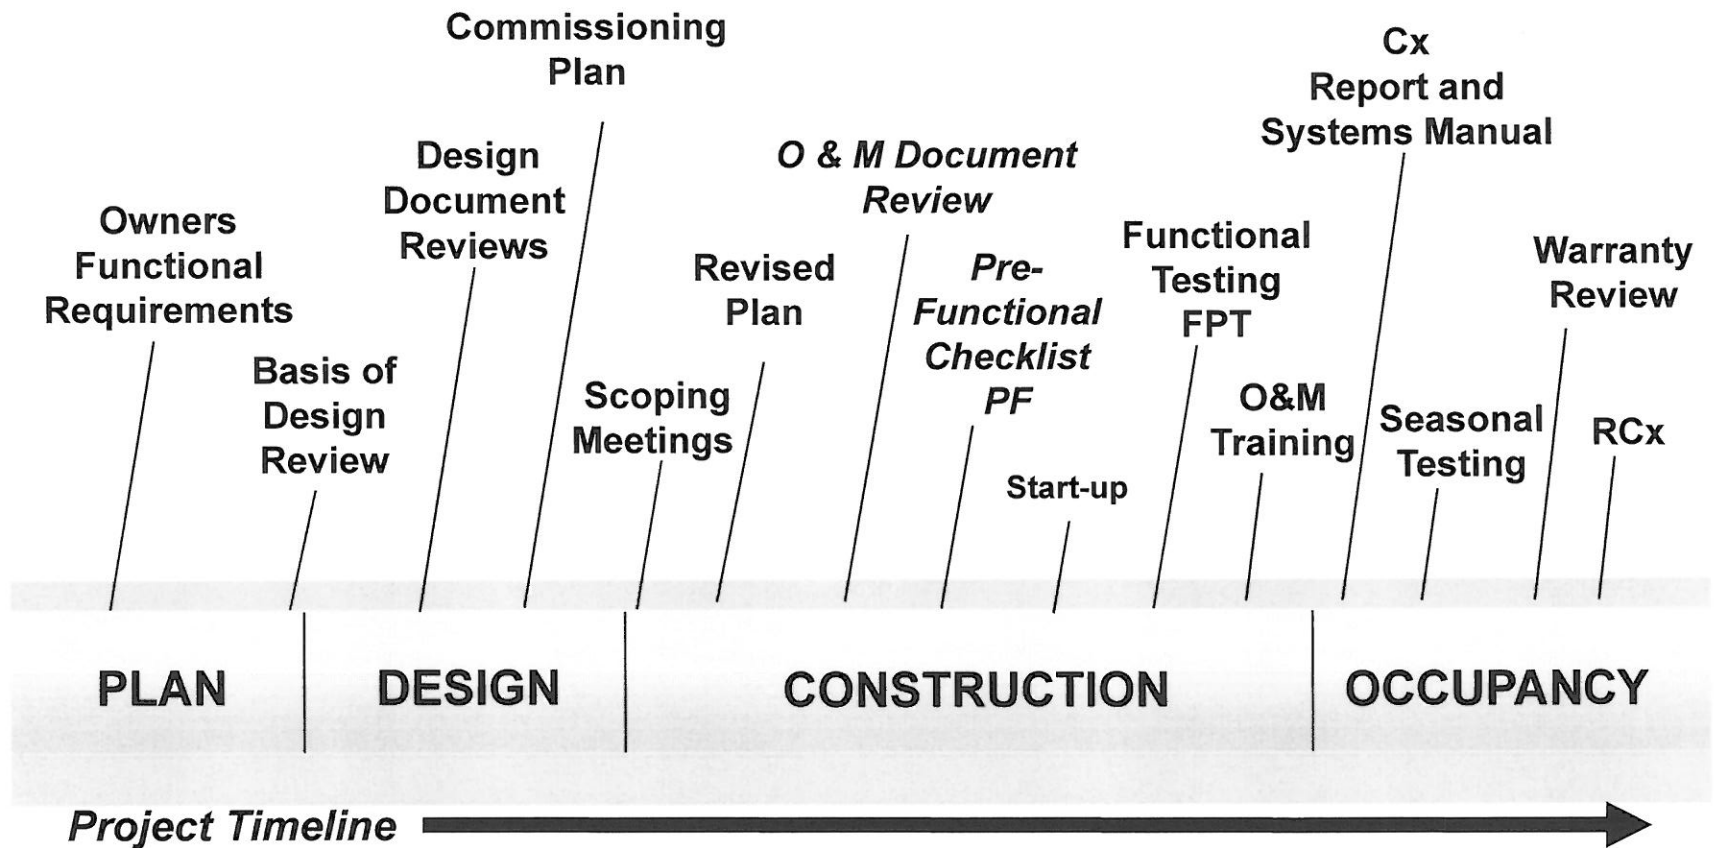 Owners
Functional
Requirements
Basis of
Design
Review
Design
Document
Reviews
Commissioning
Plan
Scoping
Meetings
Revised
Plan
O & M Document
Review
Pre-
Functional
Checklist
PF
Start-up
Functional
Testing
FPT
O&M
Training
Cx
Report and
Systems Manual
Seasonal
Testing
Warranty
Review
RCx
PLAN
DESIGN
CONSTRUCTION
OCCUPANCY
Project Timeline